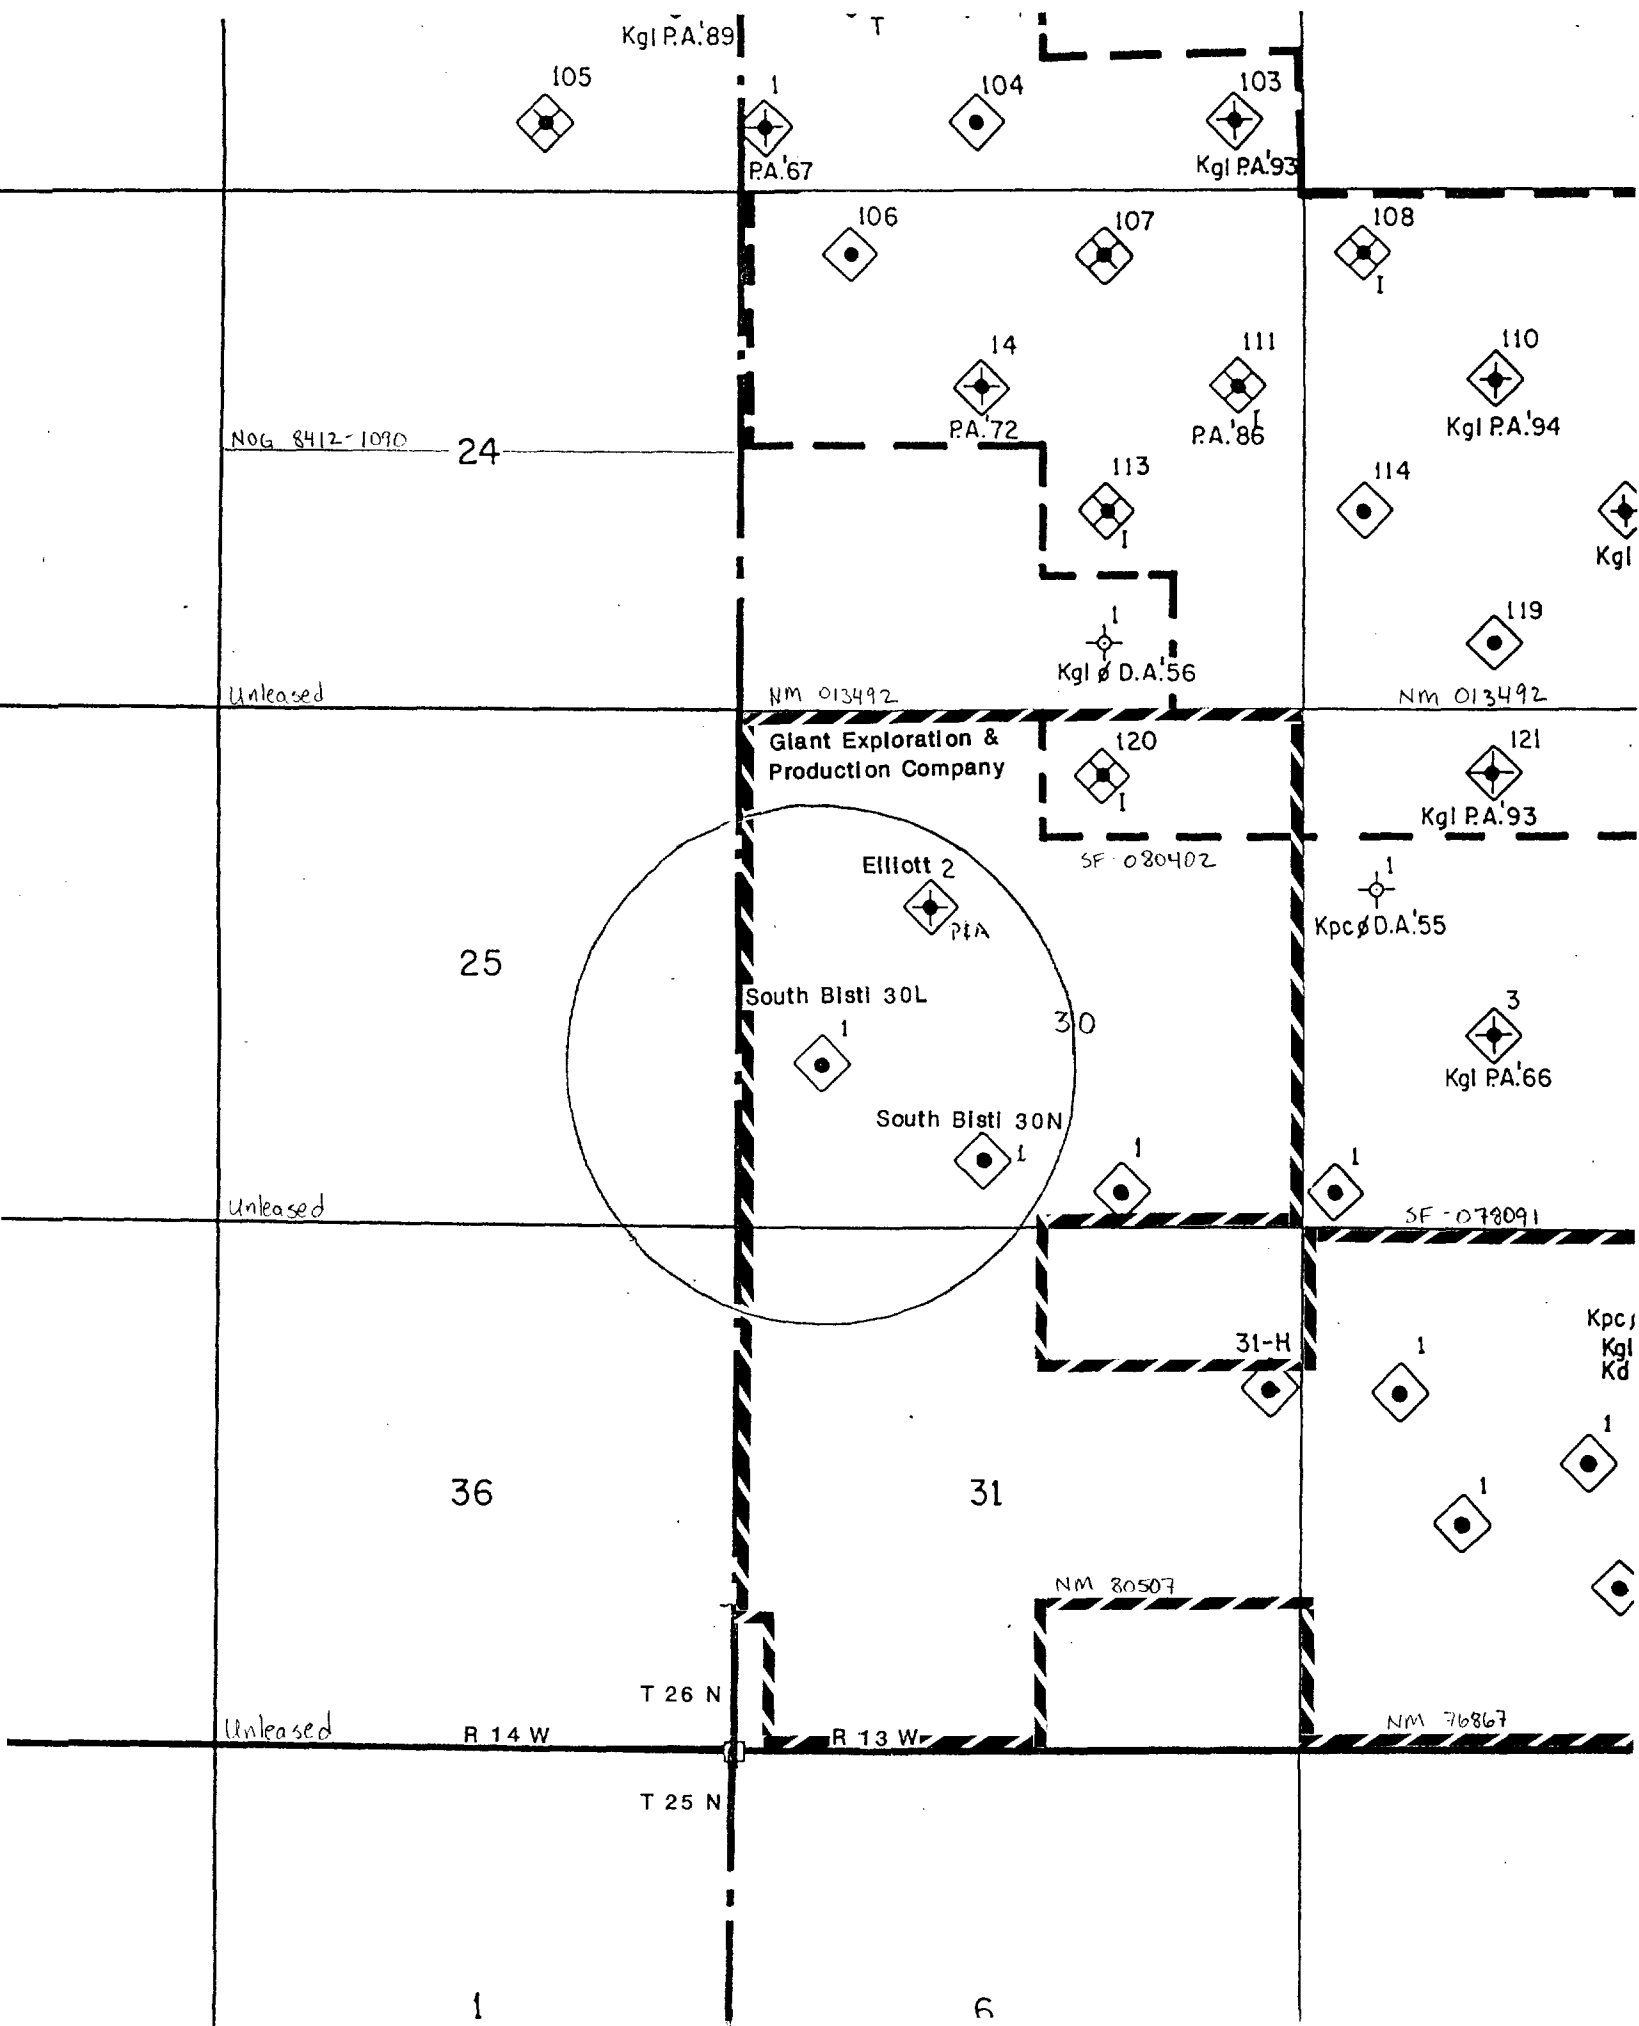 Kgl P.A.'89
T
105
1
104
103
P.A.'67
Kgl P.A.'93
106
107
108
I
14
111
110
P.A.'72
I
P.A.'86
Kgl P.A.'94
NOG 8412-1090
24
113
I
114
Kgl
1
Kgl ø D.A.'56
119
Unleased
NM 013492
NM 013492
Giant Exploration &
Production Company
120
I
121
Kgl P.A.'93
SF 080402
Elliott 2
P&A
1
Kpc ø D.A.'55
25
South Bisti 30L
1
30
3
Kgl P.A.'66
South Bisti 30N
1
1
1
Unleased
SF-078091
31-H
1
Kpc
Kgl
Kd
1
36
31
1
NM 80507
T 26 N
Unleased
R 14 W
R 13 W
NM 76867
T 25 N
1
6